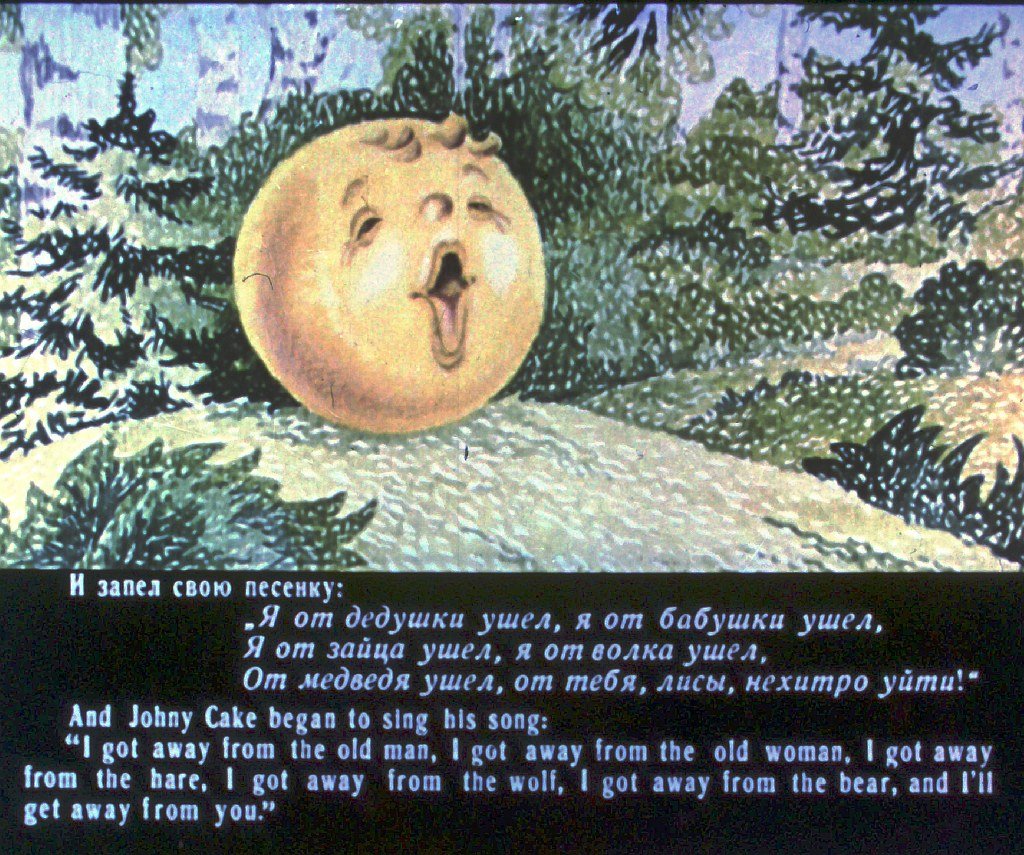 И запел свою песенку:
„Я от дедушки ушел, я от бабушки ушел,
Я от зайца ушел, я от волка ушел,
От медведя ушел, от тебя, лисы, нехитро уйти!“
And Johny Cake began to sing his song:
“I got away from the old man, I got away from the old woman, I got away
from the hare, I got away from the wolf, I got away from the bear, and I’ll
get away from you.”